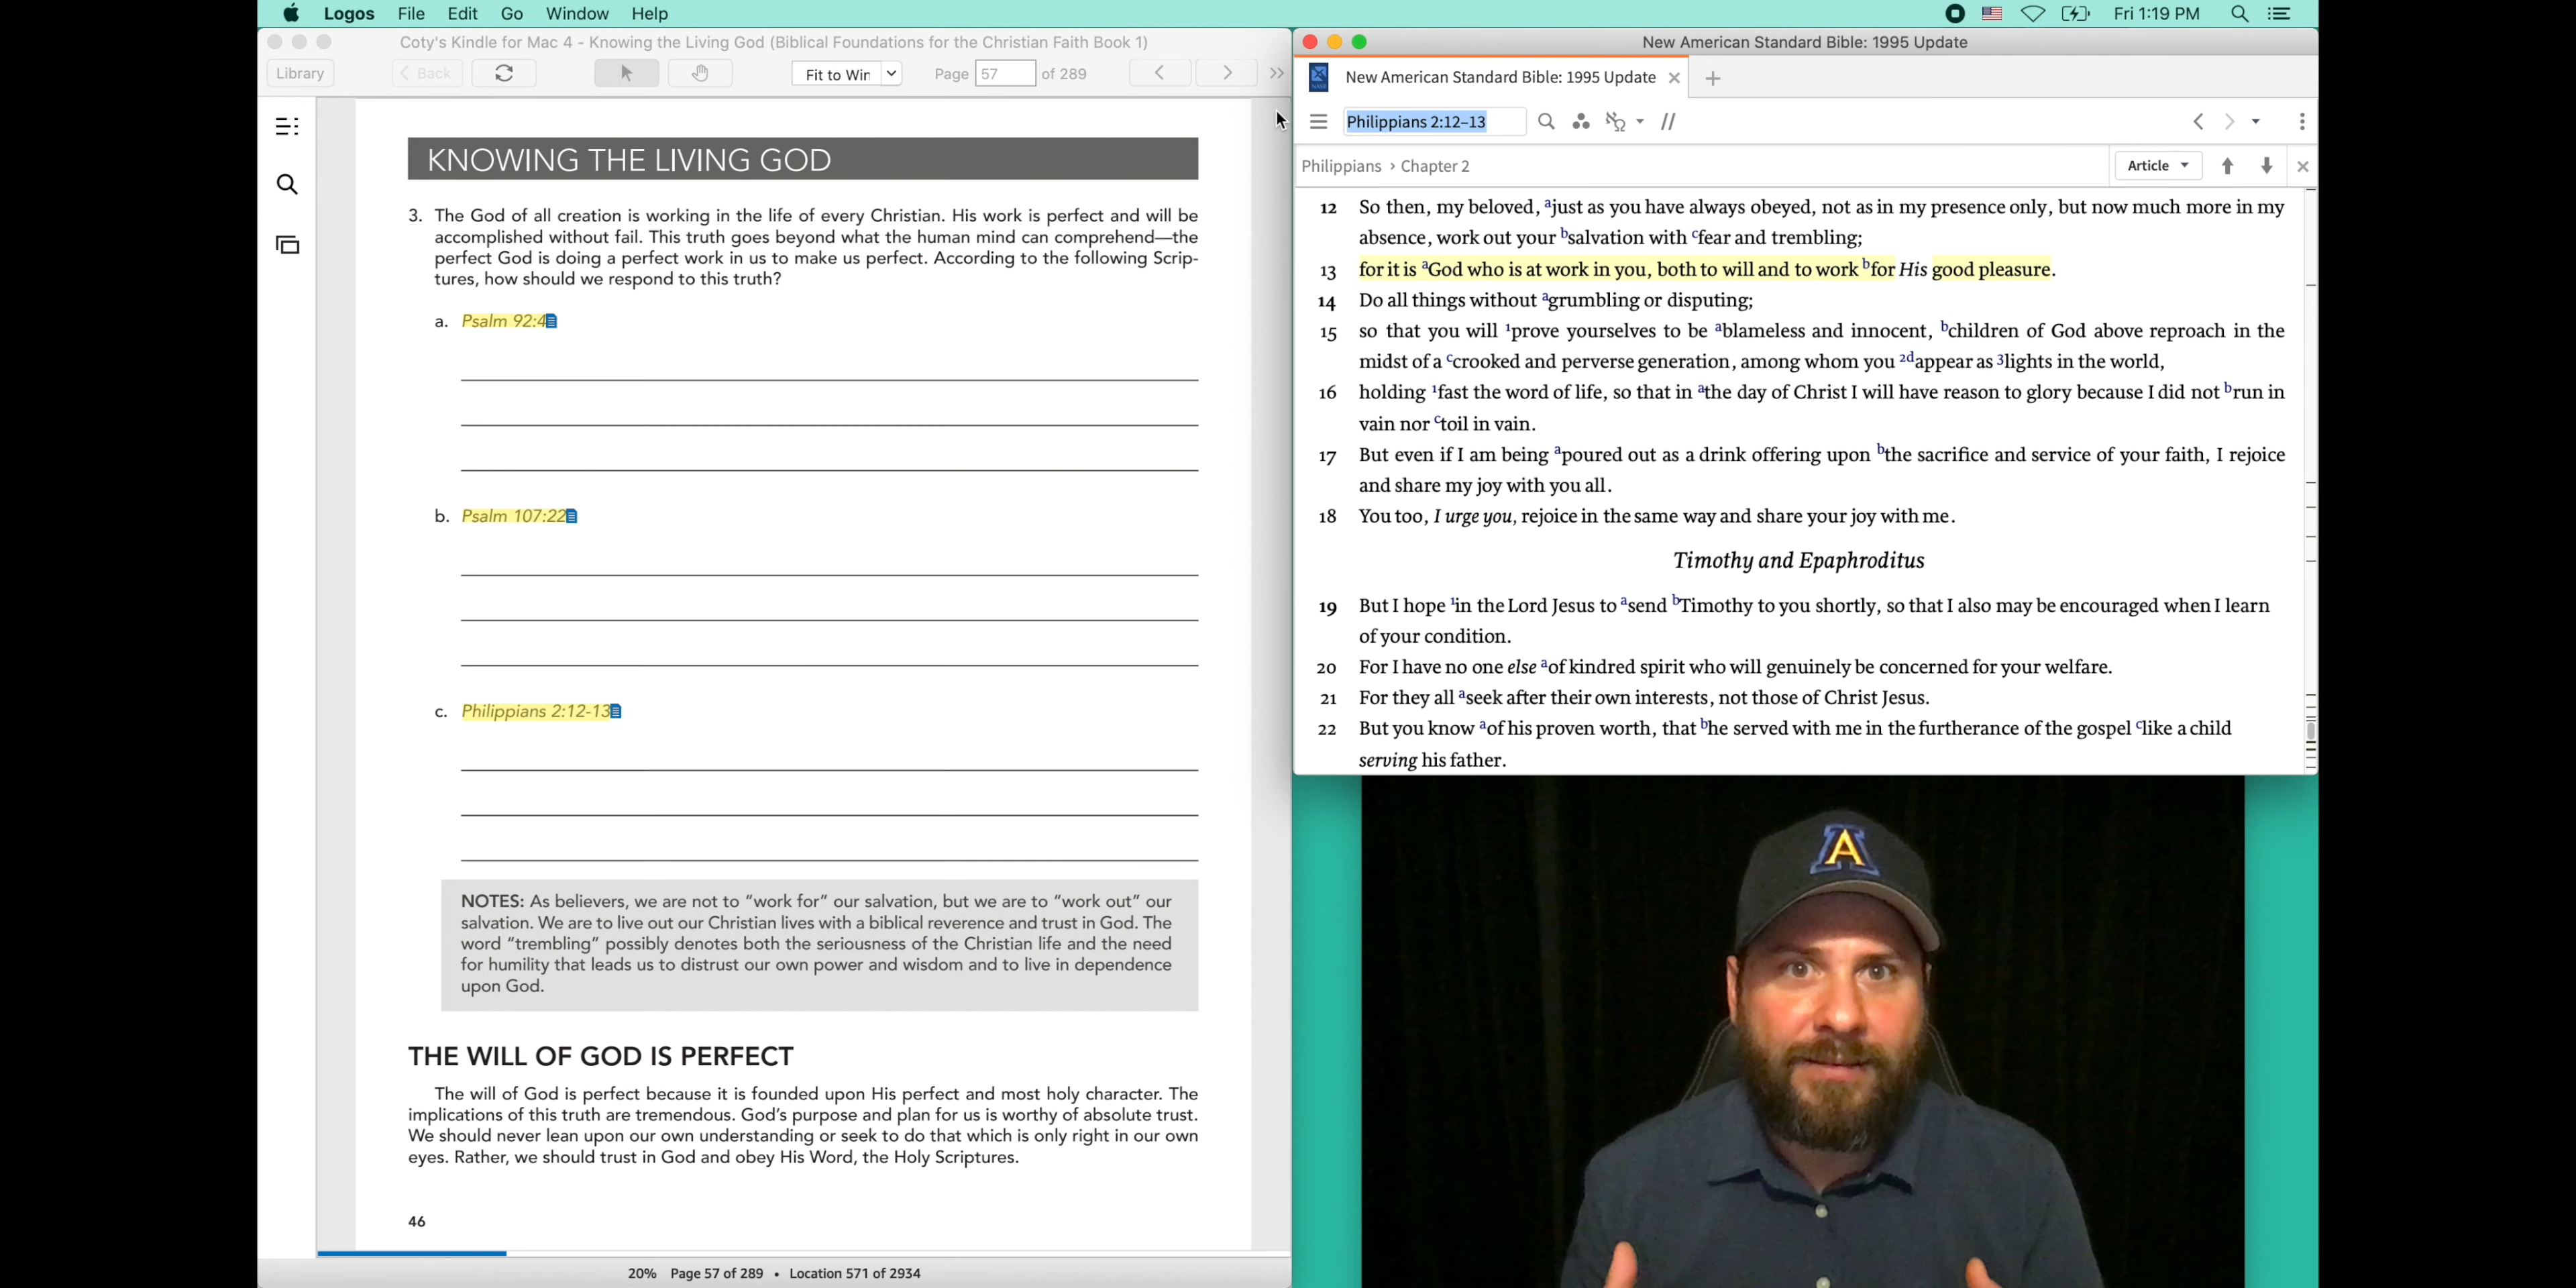 Logos File Edit Go Window Help
Fri 1:19 PM
Coty's Kindle for Mac 4 - Knowing the Living God (Biblical Foundations for the Christian Faith Book 1)
Library
Back
Fit to Win
Page 57 of 289
KNOWING THE LIVING GOD
3. The God of all creation is working in the life of every Christian. His work is perfect and will be
accomplished without fail. This truth goes beyond what the human mind can comprehend—the
perfect God is doing a perfect work in us to make us perfect. According to the following Scrip-
tures, how should we respond to this truth?
a. Psalm 92:4
b. Psalm 107:22
c. Philippians 2:12-13
NOTES: As believers, we are not to “work for” our salvation, but we are to “work out” our
salvation. We are to live out our Christian lives with a biblical reverence and trust in God. The
word “trembling” possibly denotes both the seriousness of the Christian life and the need
for humility that leads us to distrust our own power and wisdom and to live in dependence
upon God.
THE WILL OF GOD IS PERFECT
The will of God is perfect because it is founded upon His perfect and most holy character. The
implications of this truth are tremendous. God’s purpose and plan for us is worthy of absolute trust.
We should never lean upon our own understanding or seek to do that which is only right in our own
eyes. Rather, we should trust in God and obey His Word, the Holy Scriptures.
46
20% Page 57 of 289 • Location 571 of 2934
New American Standard Bible: 1995 Update
New American Standard Bible: 1995 Update
Philippians 2:12–13
Philippians › Chapter 2
Article
12 So then, my beloved, a just as you have always obeyed, not as in my presence only, but now much more in my
absence, work out your b salvation with c fear and trembling;
13 for it is a God who is at work in you, both to will and to work b for His good pleasure.
14 Do all things without a grumbling or disputing;
15 so that you will 1 prove yourselves to be a blameless and innocent, b children of God above reproach in the
midst of a c crooked and perverse generation, among whom you 2d appear as 3 lights in the world,
16 holding 1 fast the word of life, so that in a the day of Christ I will have reason to glory because I did not b run in
vain nor c toil in vain.
17 But even if I am being a poured out as a drink offering upon b the sacrifice and service of your faith, I rejoice
and share my joy with you all.
18 You too, I urge you, rejoice in the same way and share your joy with me.
Timothy and Epaphroditus
19 But I hope 1 in the Lord Jesus to a send b Timothy to you shortly, so that I also may be encouraged when I learn
of your condition.
20 For I have no one else a of kindred spirit who will genuinely be concerned for your welfare.
21 For they all a seek after their own interests, not those of Christ Jesus.
22 But you know a of his proven worth, that b he served with me in the furtherance of the gospel c like a child
serving his father.
A